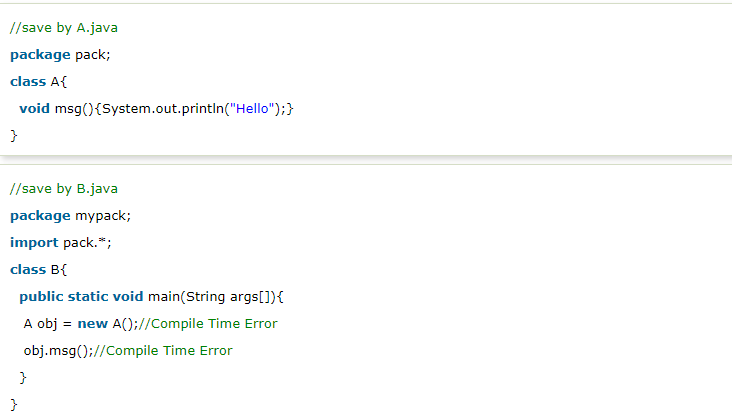 //save by A.java
package pack;
class A{
  void msg(){System.out.println("Hello");}
}
//save by B.java
package mypack;
import pack.*;
class B{
  public static void main(String args[]){
   A obj = new A();//Compile Time Error
   obj.msg();//Compile Time Error
  }
}